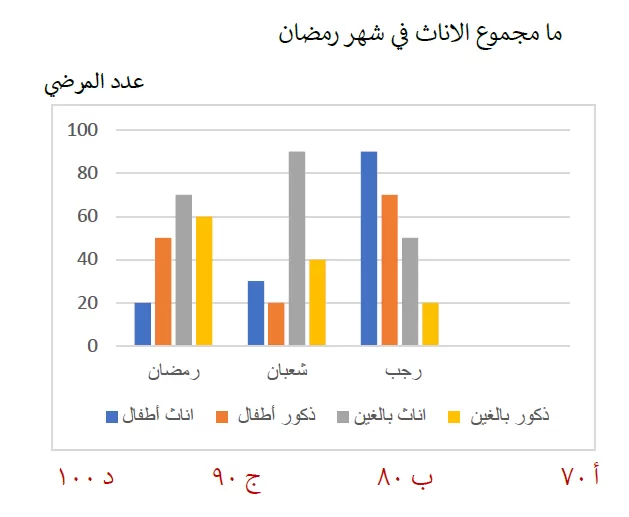 ما مجموع الاناث في شهر رمضان
عدد المرضي
100
80
60
40
20
0
رمضان شعبان رجب
اناث أطفال ذكور أطفال اناث بالغين ذكور بالغين
أ ٧٠ ب ٨٠ ج ٩٠ د ١٠٠